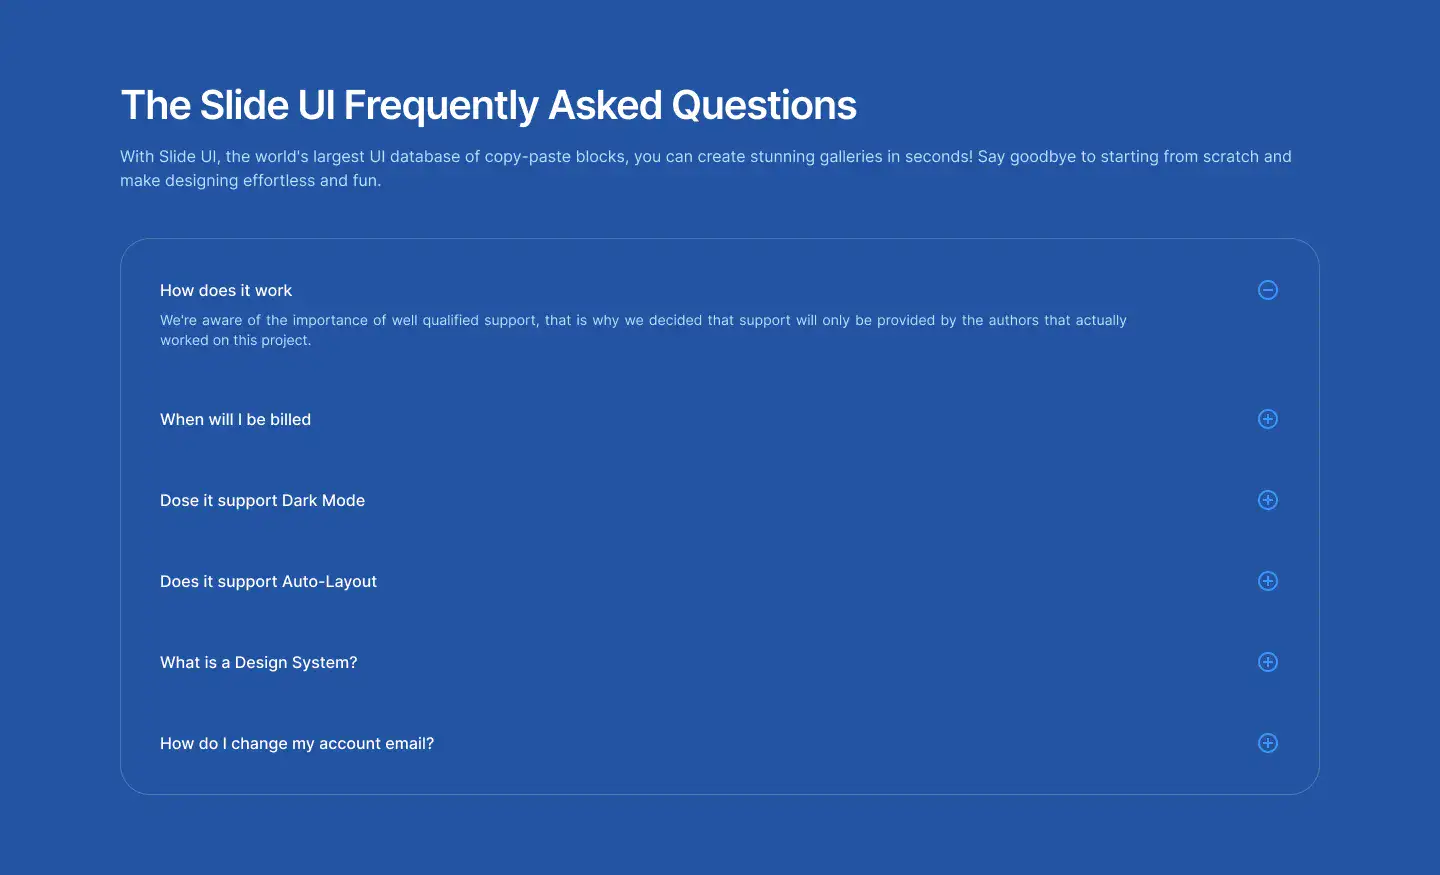 The Slide UI Frequently Asked Questions
With Slide UI, the world's largest UI database of copy-paste blocks, you can create stunning galleries in seconds! Say goodbye to starting from scratch and
make designing effortless and fun.
How does it work
We're aware of the importance of well qualified support, that is why we decided that support will only be provided by the authors that actually
worked on this project.
When will I be billed
Dose it support Dark Mode
Does it support Auto-Layout
What is a Design System?
How do I change my account email?